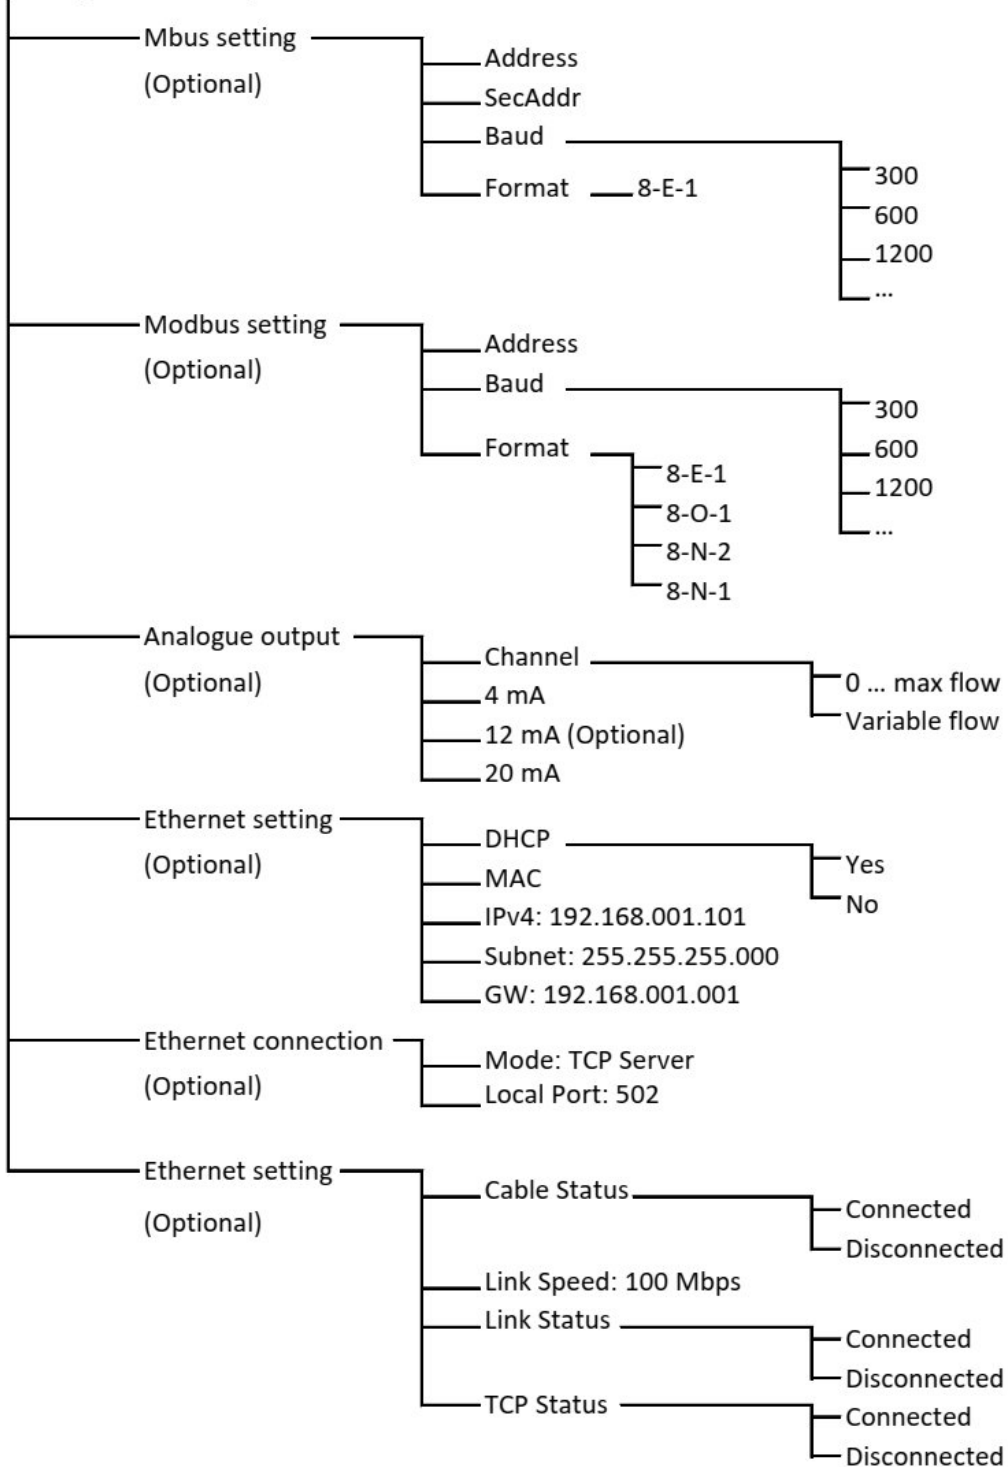 Mbus setting
(Optional)
Address
SecAddr
Baud
300
600
1200
...
Format
8-E-1
Modbus setting
(Optional)
Address
Baud
300
600
1200
...
Format
8-E-1
8-O-1
8-N-2
8-N-1
Analogue output
(Optional)
Channel
0 ... max flow
Variable flow
4 mA
12 mA (Optional)
20 mA
Ethernet setting
(Optional)
DHCP
Yes
No
MAC
IPv4: 192.168.001.101
Subnet: 255.255.255.000
GW: 192.168.001.001
Ethernet connection
(Optional)
Mode: TCP Server
Local Port: 502
Ethernet setting
(Optional)
Cable Status
Connected
Disconnected
Link Speed: 100 Mbps
Link Status
Connected
Disconnected
TCP Status
Connected
Disconnected